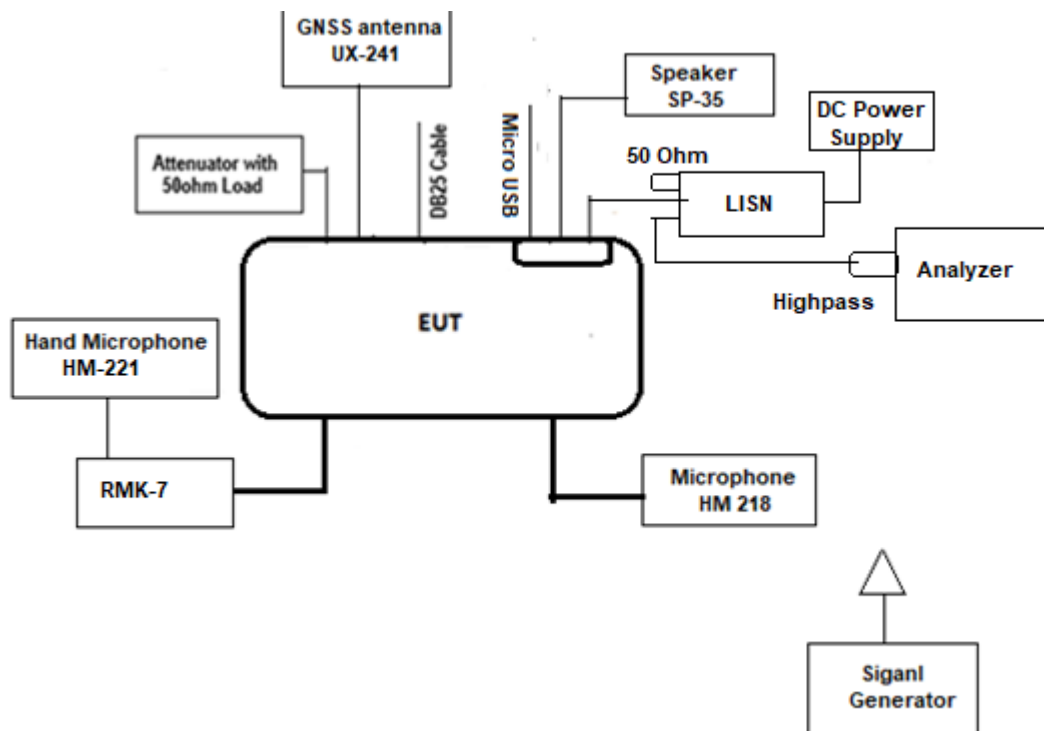 GNSS antenna
UX-241
Speaker
SP-35
DC Power
Supply
Attenuator with
50ohm Load
DB25 Cable
Micro USB
50 Ohm
LISN
Analyzer
Highpass
EUT
Hand Microphone
HM-221
RMK-7
Microphone
HM 218
Siganl
Generator